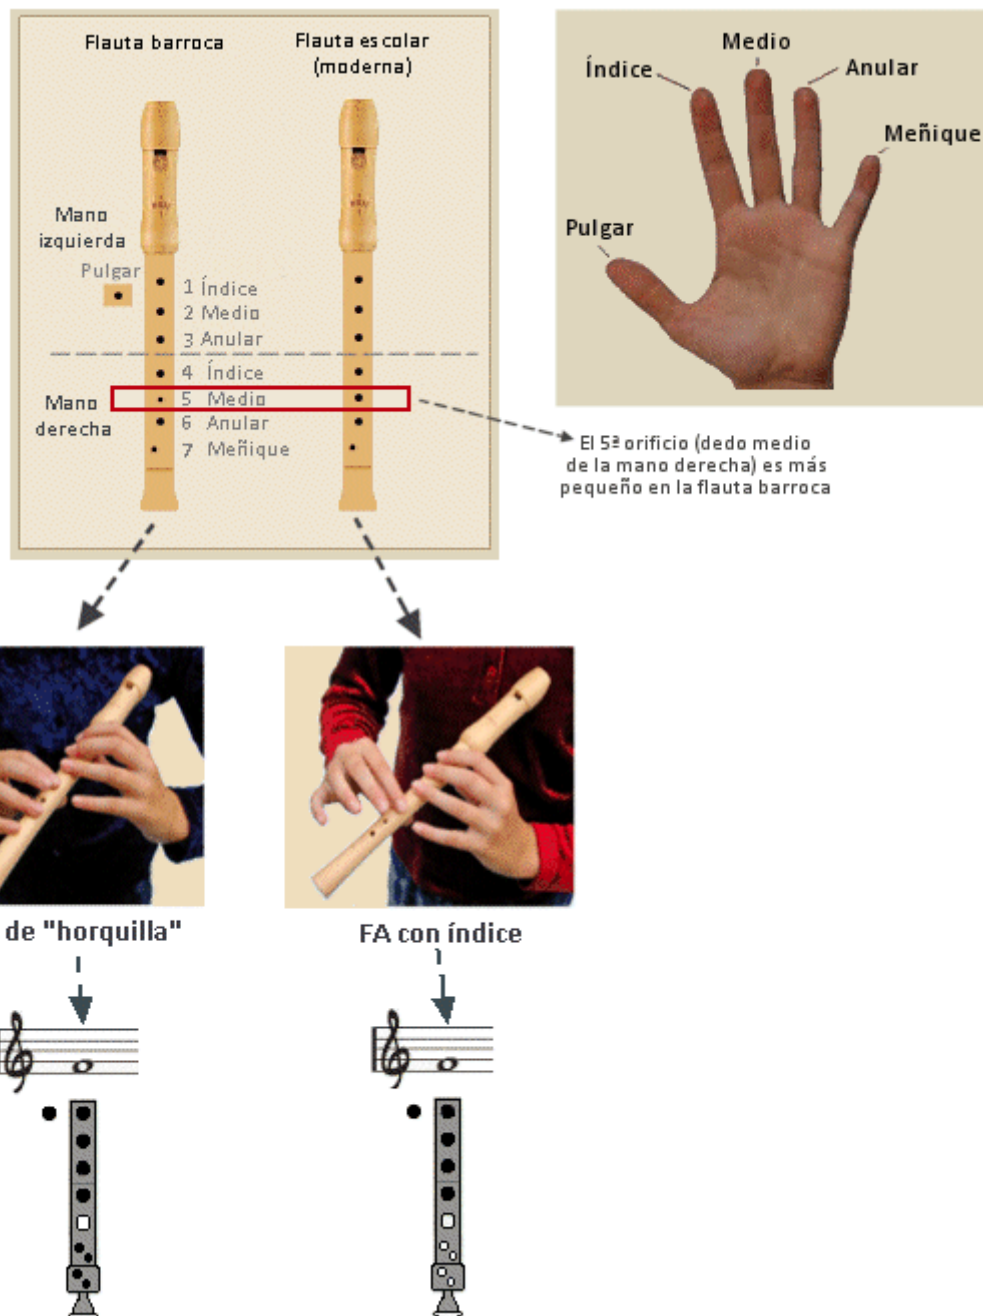 Flauta barroca
Flauta escolar
(moderna)
Mano
izquierda
Pulgar
1 Índice
2 Medio
3 Anular
4 Índice
5 Medio
6 Anular
7 Meñique
Mano
derecha
Medio
Índice
Anular
Meñique
Pulgar
El 5ª orificio (dedo medio
de la mano derecha) es más
pequeño en la flauta barroca
de "horquilla"
FA con índice